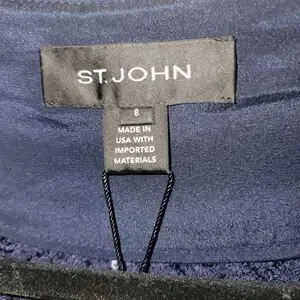 ST. JOHN
8
MADE IN
USA WITH
IMPORTED
MATERIALS